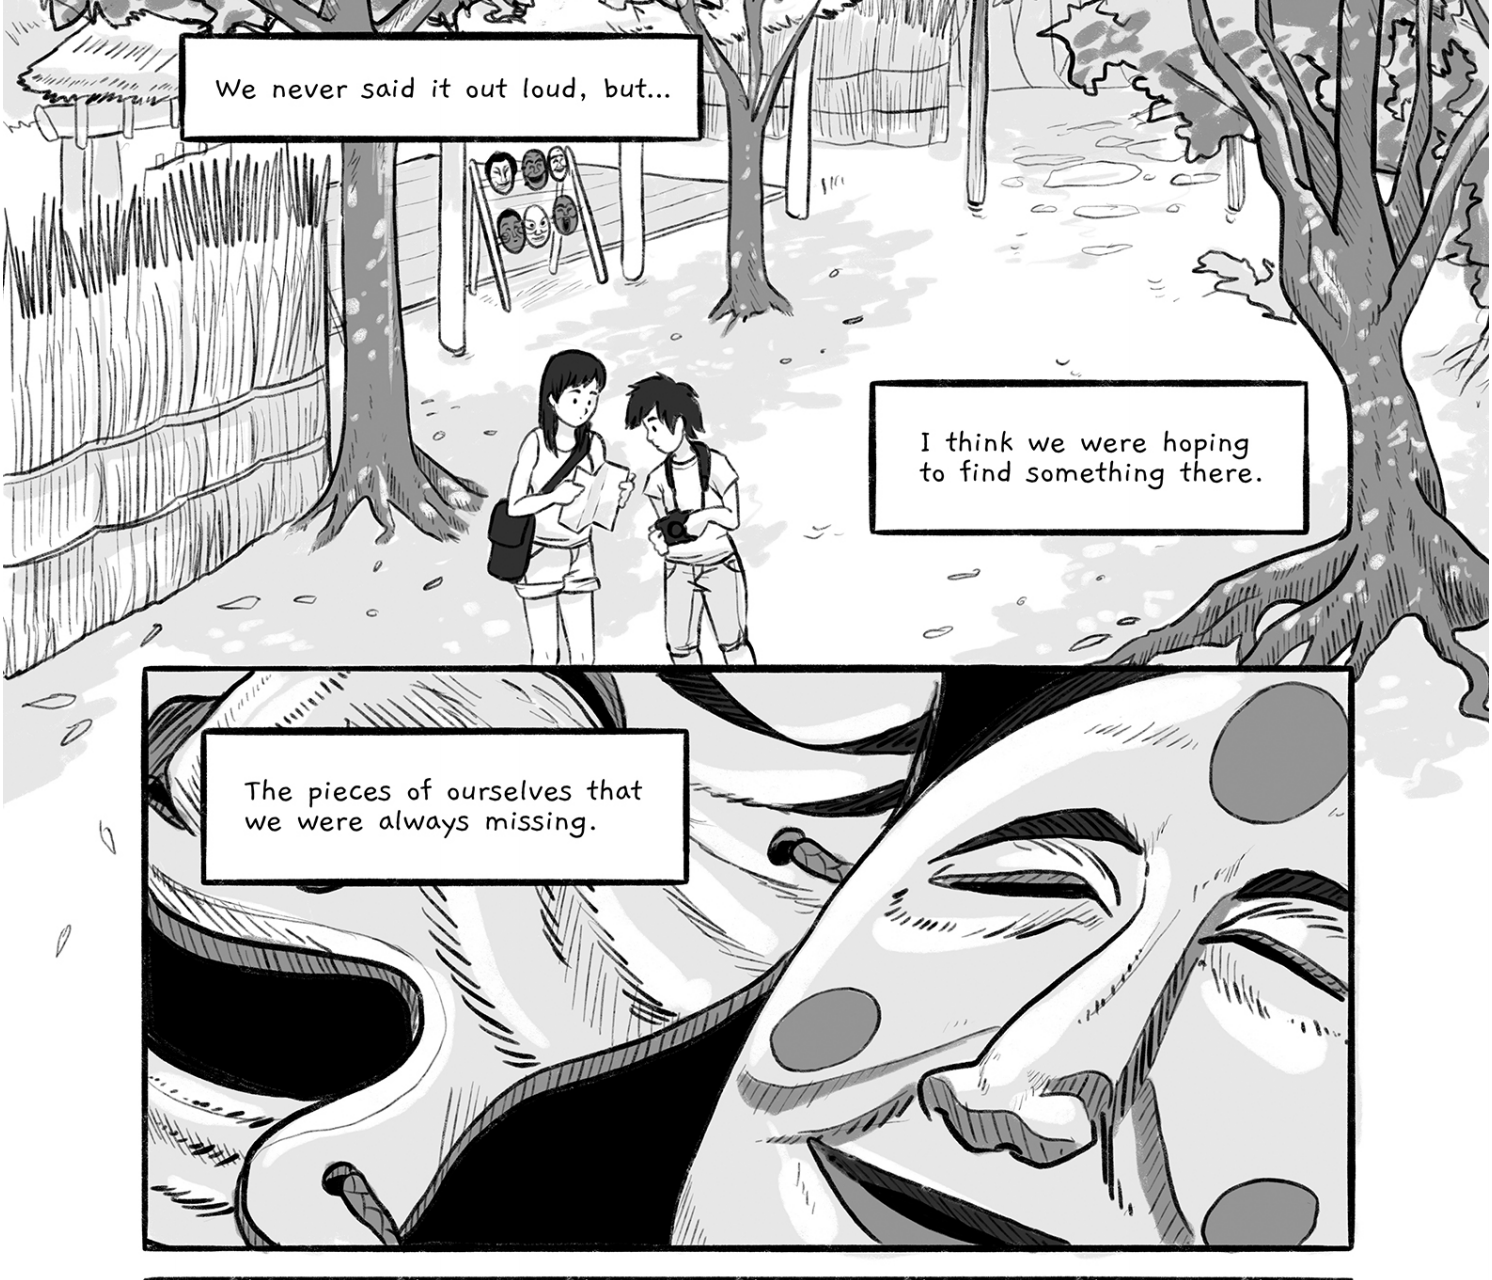 We never said it out loud, but...
I think we were hoping
to find something there.
The pieces of ourselves that
we were always missing.